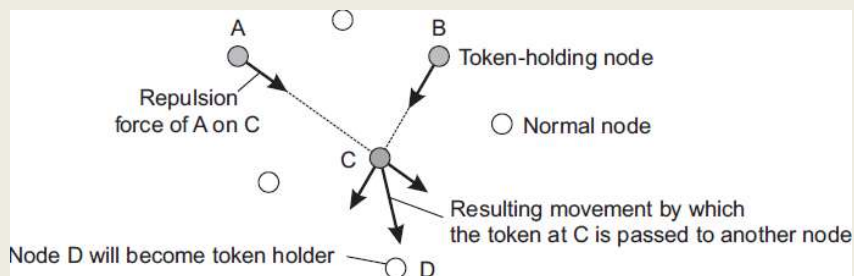 A
B
Token-holding node
Repulsion
force of A on C
Normal node
C
Resulting movement by which
the token at C is passed to another node
Node D will become token holder
D